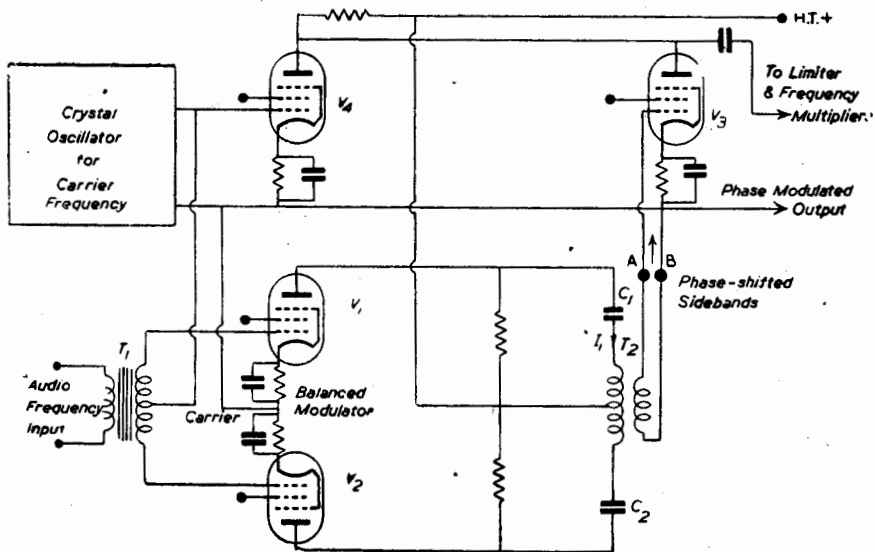 H.T.+
Crystal
Oscillator
for
Carrier
Frequency
V4
V3
To Limiter
& Frequency
Multiplier.
Phase Modulated
Output
A
B
Phase-shifted
Sidebands
V1
C1
I1
T2
T1
Audio
Frequency
Input
Carrier
Balanced
Modulator
V2
C2